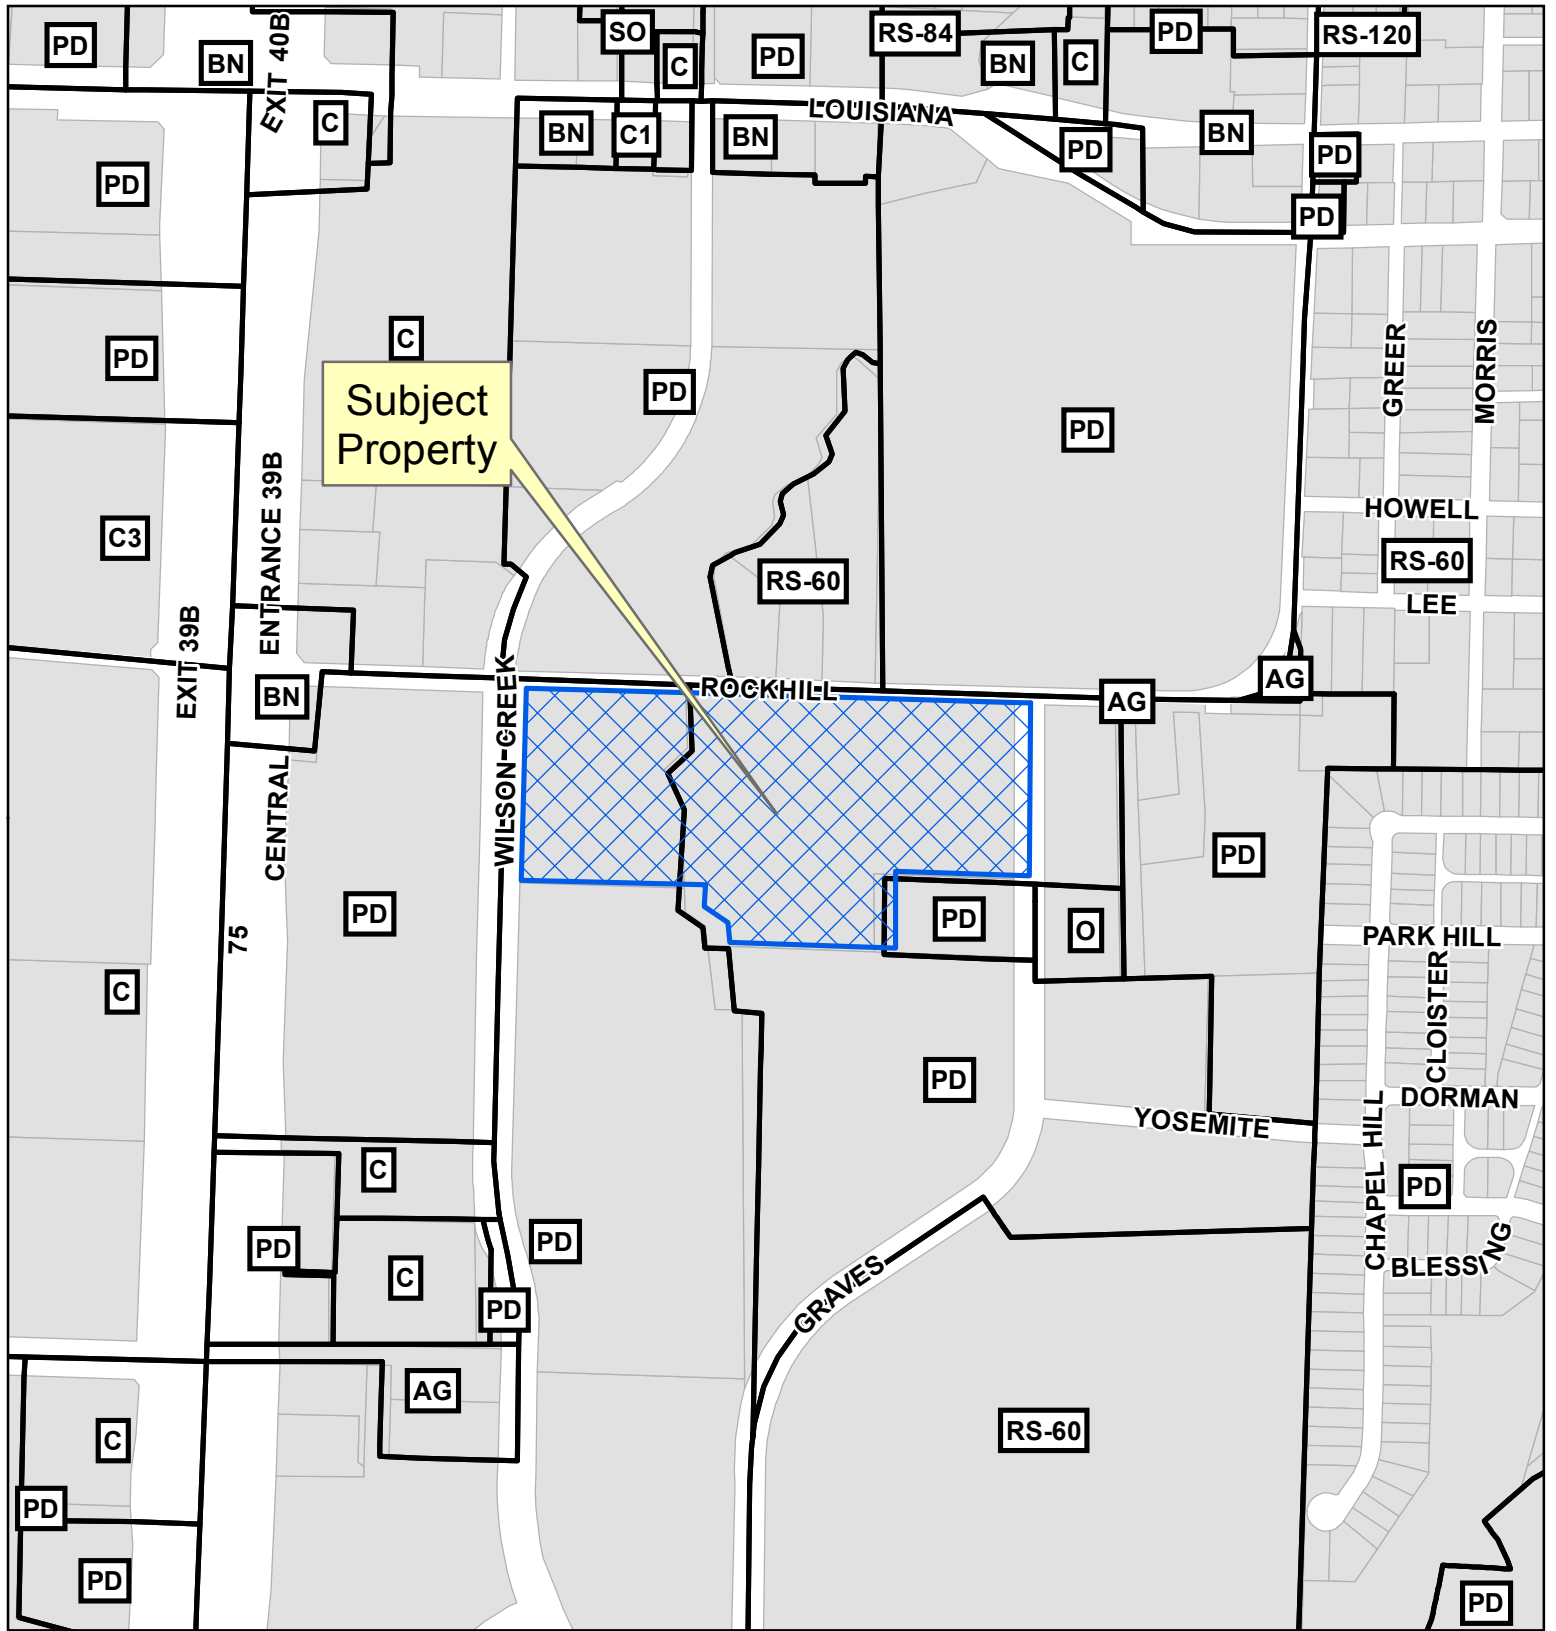 SO
RS-84
PD
RS-120
PD
BN
C
PD
BN
C
EXIT 40B
LOUISIANA
C
BN
C1
BN
PD
BN
PD
PD
PD
C
PD
PD
GREER
MORRIS
Subject
Property
PD
C3
ENTRANCE 39B
HOWELL
RS-60
RS-60
LEE
EXIT 39B
BN
WILSON CREEK
ROCKHILL
AG
AG
CENTRAL
PD
PD
75
PD
O
PARK HILL
C
CLOISTER
PD
DORMAN
YOSEMITE
CHAPEL HILL
C
PD
PD
PD
C
BLESSING
GRAVES
PD
AG
C
RS-60
PD
PD
PD